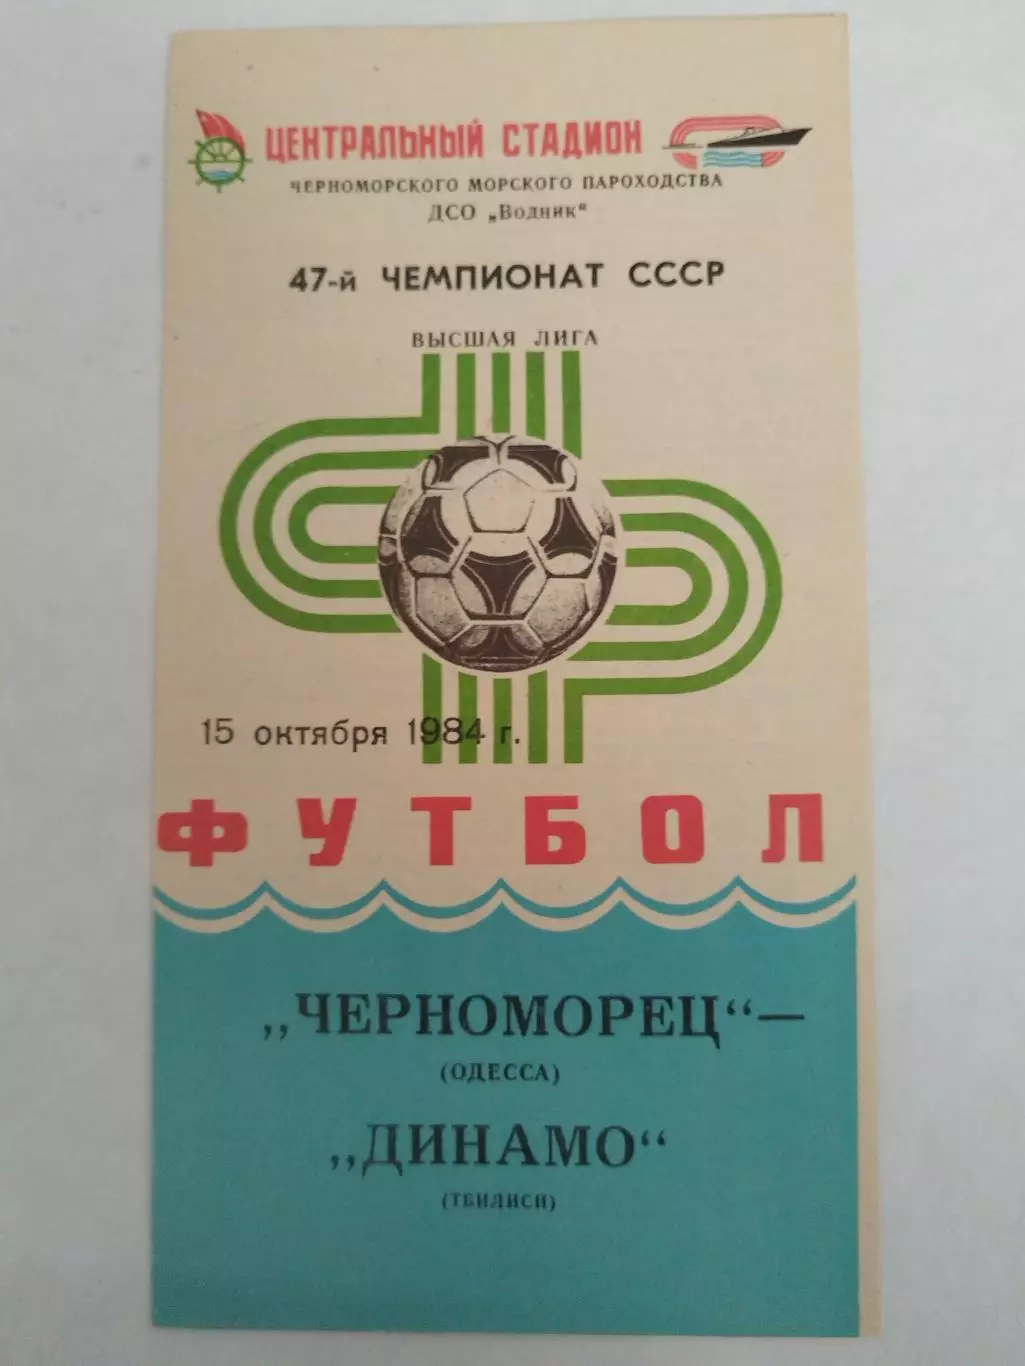 ЦЕНТРАЛЬНЫЙ СТАДИОН
ЧЕРНОМОРСКОГО МОРСКОГО ПАРОХОДСТВА
ДСО „Водник“
47-й ЧЕМПИОНАТ СССР
ВЫСШАЯ ЛИГА
15 октября 1984 г.
ФУТБОЛ
„ЧЕРНОМОРЕЦ“—
(ОДЕССА)
„ДИНАМО“
(ТБИЛИСИ)